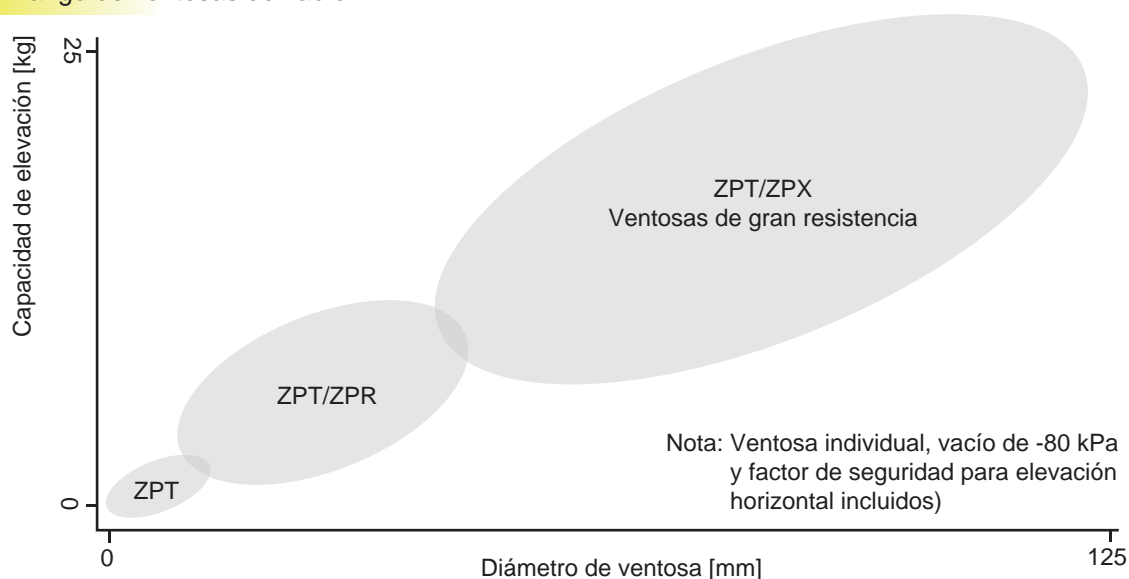 Capacidad de elevación [kg]
25
ZPT/ZPX
Ventosas de gran resistencia
ZPT/ZPR
ZPT
0
Nota: Ventosa individual, vacío de -80 kPa
y factor de seguridad para elevación
horizontal incluidos)
0
125
Diámetro de ventosa [mm]